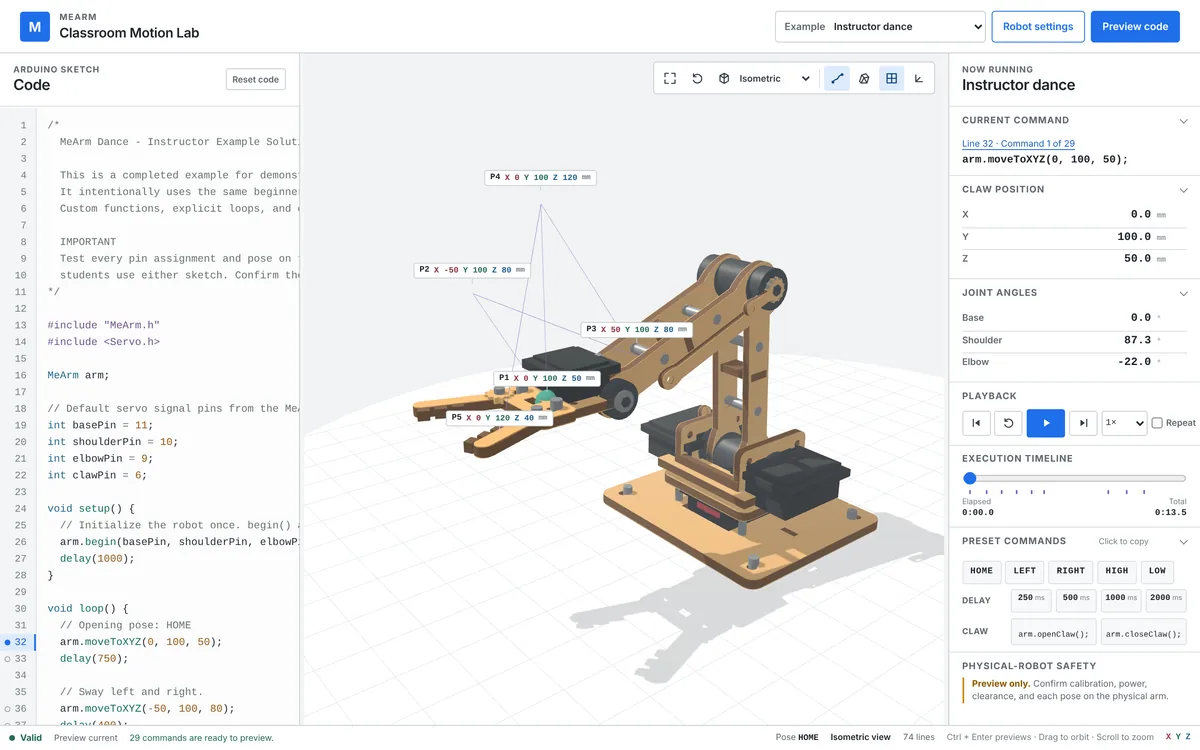 M
MEARM
Classroom Motion Lab
Example Instructor dance
Robot settings
Preview code
ARDUINO SKETCH
Code
Reset code
1 /*
2 MeArm Dance - Instructor Example Soluti
3
4 This is a completed example for demons
5 It intentionally uses the same beginne
6 Custom functions, explicit loops, and
7
8 IMPORTANT
9 Test every pin assignment and pose on
10 students use either sketch. Confirm the
11 */
12
13 #include "MeArm.h"
14 #include <Servo.h>
15
16 MeArm arm;
17
18 // Default servo signal pins from the MeA
19 int basePin = 11;
20 int shoulderPin = 10;
21 int elbowPin = 9;
22 int clawPin = 6;
23
24 void setup() {
25 // Initialize the robot once. begin()
26 arm.begin(basePin, shoulderPin, elbowP
27 delay(1000);
28 }
29
30 void loop() {
31 // Opening pose: HOME
32 arm.moveToXYZ(0, 100, 50);
33 delay(750);
34
35 // Sway left and right.
36 arm.moveToXYZ(-50, 100, 80);
37 delay(400);
Isometric
P4 X 0 Y 100 Z 120 mm
P2 X -50 Y 100 Z 80 mm
P3 X 50 Y 100 Z 80 mm
P1 X 0 Y 100 Z 50 mm
P5 X 0 Y 120 Z 40 mm
NOW RUNNING
Instructor dance
CURRENT COMMAND
Line 32 · Command 1 of 29
arm.moveToXYZ(0, 100, 50);
CLAW POSITION
X 0.0 mm
Y 100.0 mm
Z 50.0 mm
JOINT ANGLES
Base 0.0 °
Shoulder 87.3 °
Elbow -22.0 °
PLAYBACK
1× Repeat
EXECUTION TIMELINE
Elapsed Total
0:00.0 0:13.5
PRESET COMMANDS Click to copy
HOME LEFT RIGHT HIGH LOW
DELAY 250 ms 500 ms 1000 ms 2000 ms
CLAW arm.openClaw(); arm.closeClaw();
PHYSICAL-ROBOT SAFETY
Preview only. Confirm calibration, power,
clearance, and each pose on the physical arm.
Valid Preview current 29 commands are ready to preview.
Pose HOME Isometric view 74 lines Ctrl + Enter previews · Drag to orbit · Scroll to zoom X Y Z